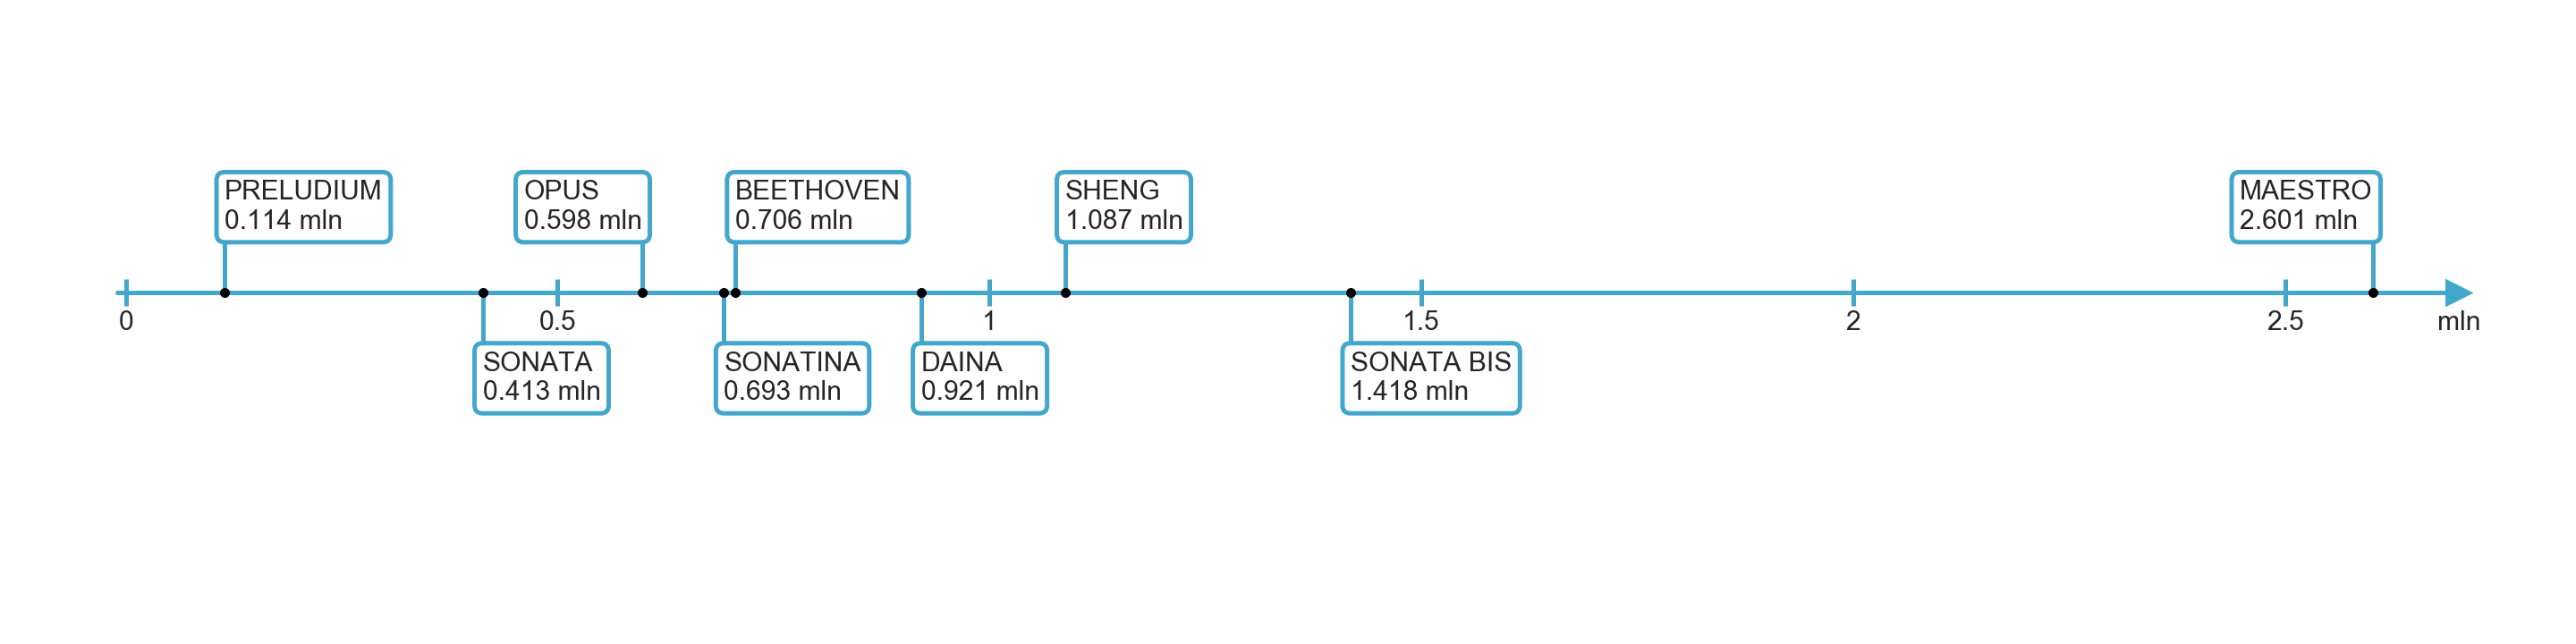 PRELUDIUM
0.114 mln
OPUS
0.598 mln
BEETHOVEN
0.706 mln
SHENG
1.087 mln
MAESTRO
2.601 mln
0
0.5
1
1.5
2
2.5
mln
SONATA
0.413 mln
SONATINA
0.693 mln
DAINA
0.921 mln
SONATA BIS
1.418 mln